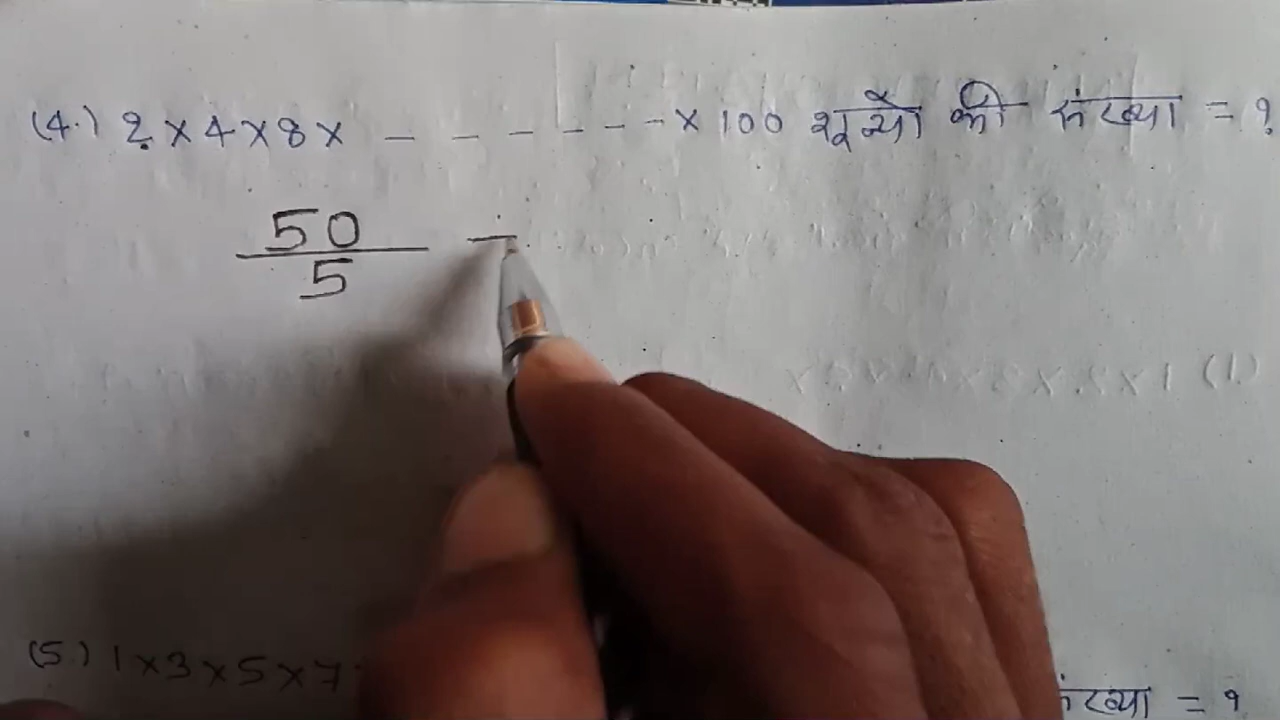 (4.) 2 × 4 × 8 × - - - - - - - × 100 शून्यों की संख्या = ?
50
5
(5.) 1 × 3 × 5 × 7
संख्या = ?